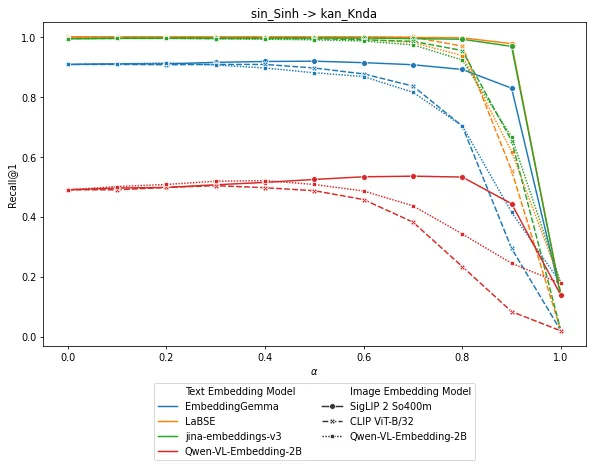 sin_Sinh -> kan_Knda
Recall@1
1.0
0.8
0.6
0.4
0.2
0.0
0.0 0.2 0.4 0.6 0.8 1.0
α
Text Embedding Model Image Embedding Model
EmbeddingGemma SigLIP 2 So400m
LaBSE CLIP ViT-B/32
jina-embeddings-v3 Qwen-VL-Embedding-2B
Qwen-VL-Embedding-2B